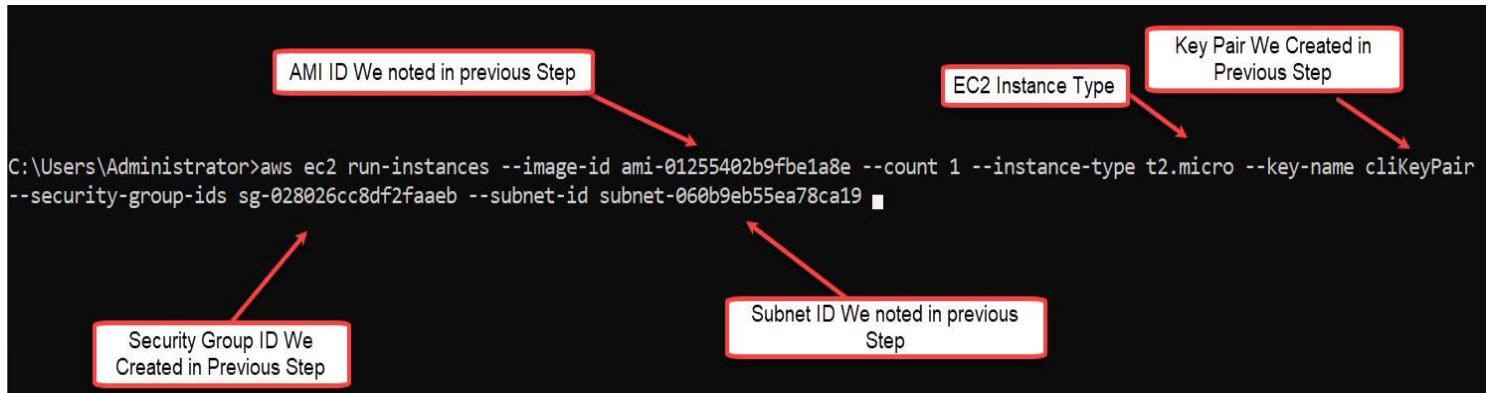 Key Pair We Created in
Previous Step
AMI ID We noted in previous Step
EC2 Instance Type
C:\Users\Administrator>aws ec2 run-instances --image-id ami-01255402b9fbe1a8e --count 1 --instance-type t2.micro --key-name cliKeyPair
--security-group-ids sg-028026cc8df2faaeb --subnet-id subnet-060b9eb55ea78ca19
Subnet ID We noted in previous
Step
Security Group ID We
Created in Previous Step